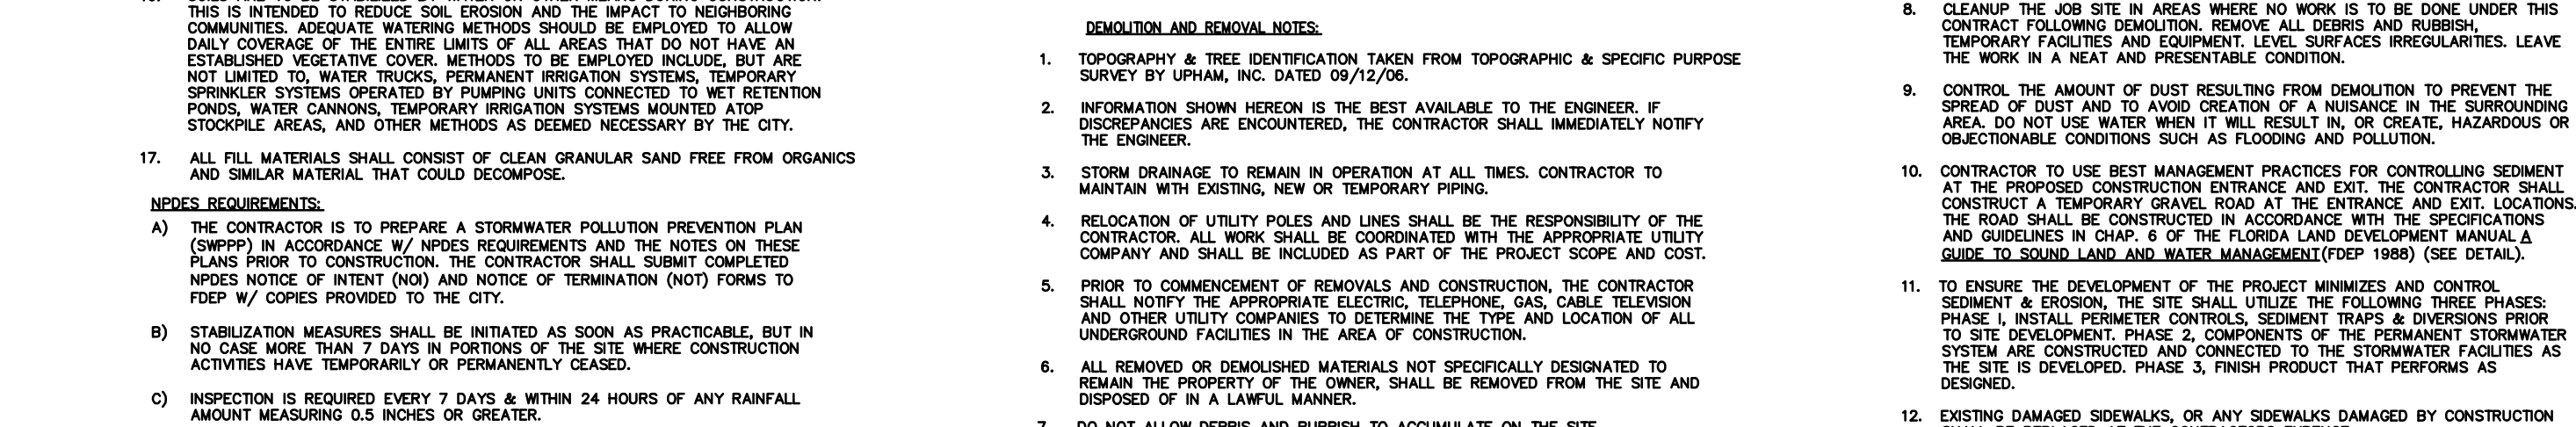 THIS IS INTENDED TO REDUCE SOIL EROSION AND THE IMPACT TO NEIGHBORING
COMMUNITIES. ADEQUATE WATERING METHODS SHOULD BE EMPLOYED TO ALLOW
DAILY COVERAGE OF THE ENTIRE LIMITS OF ALL AREAS THAT DO NOT HAVE AN
ESTABLISHED VEGETATIVE COVER. METHODS TO BE EMPLOYED INCLUDE, BUT ARE
NOT LIMITED TO, WATER TRUCKS, PERMANENT IRRIGATION SYSTEMS, TEMPORARY
SPRINKLER SYSTEMS OPERATED BY PUMPING UNITS CONNECTED TO WET RETENTION
PONDS, WATER CANNONS, TEMPORARY IRRIGATION SYSTEMS MOUNTED ATOP
STOCKPILE AREAS, AND OTHER METHODS AS DEEMED NECESSARY BY THE CITY.
17. ALL FILL MATERIALS SHALL CONSIST OF CLEAN GRANULAR SAND FREE FROM ORGANICS
AND SIMILAR MATERIAL THAT COULD DECOMPOSE.
NPDES REQUIREMENTS:
A) THE CONTRACTOR IS TO PREPARE A STORMWATER POLLUTION PREVENTION PLAN
(SWPPP) IN ACCORDANCE W/ NPDES REQUIREMENTS AND THE NOTES ON THESE
PLANS PRIOR TO CONSTRUCTION. THE CONTRACTOR SHALL SUBMIT COMPLETED
NPDES NOTICE OF INTENT (NOI) AND NOTICE OF TERMINATION (NOT) FORMS TO
FDEP W/ COPIES PROVIDED TO THE CITY.
B) STABILIZATION MEASURES SHALL BE INITIATED AS SOON AS PRACTICABLE, BUT IN
NO CASE MORE THAN 7 DAYS IN PORTIONS OF THE SITE WHERE CONSTRUCTION
ACTIVITIES HAVE TEMPORARILY OR PERMANENTLY CEASED.
C) INSPECTION IS REQUIRED EVERY 7 DAYS & WITHIN 24 HOURS OF ANY RAINFALL
AMOUNT MEASURING 0.5 INCHES OR GREATER.
DEMOLITION AND REMOVAL NOTES:
1. TOPOGRAPHY & TREE IDENTIFICATION TAKEN FROM TOPOGRAPHIC & SPECIFIC PURPOSE
SURVEY BY UPHAM, INC. DATED 09/12/06.
2. INFORMATION SHOWN HEREON IS THE BEST AVAILABLE TO THE ENGINEER. IF
DISCREPANCIES ARE ENCOUNTERED, THE CONTRACTOR SHALL IMMEDIATELY NOTIFY
THE ENGINEER.
3. STORM DRAINAGE TO REMAIN IN OPERATION AT ALL TIMES. CONTRACTOR TO
MAINTAIN WITH EXISTING, NEW OR TEMPORARY PIPING.
4. RELOCATION OF UTILITY POLES AND LINES SHALL BE THE RESPONSIBILITY OF THE
CONTRACTOR. ALL WORK SHALL BE COORDINATED WITH THE APPROPRIATE UTILITY
COMPANY AND SHALL BE INCLUDED AS PART OF THE PROJECT SCOPE AND COST.
5. PRIOR TO COMMENCEMENT OF REMOVALS AND CONSTRUCTION, THE CONTRACTOR
SHALL NOTIFY THE APPROPRIATE ELECTRIC, TELEPHONE, GAS, CABLE TELEVISION
AND OTHER UTILITY COMPANIES TO DETERMINE THE TYPE AND LOCATION OF ALL
UNDERGROUND FACILITIES IN THE AREA OF CONSTRUCTION.
6. ALL REMOVED OR DEMOLISHED MATERIALS NOT SPECIFICALLY DESIGNATED TO
REMAIN THE PROPERTY OF THE OWNER, SHALL BE REMOVED FROM THE SITE AND
DISPOSED OF IN A LAWFUL MANNER.
7. DO NOT ALLOW DEBRIS AND RUBBISH TO ACCUMULATE ON THE SITE.
8. CLEANUP THE JOB SITE IN AREAS WHERE NO WORK IS TO BE DONE UNDER THIS
CONTRACT FOLLOWING DEMOLITION. REMOVE ALL DEBRIS AND RUBBISH,
TEMPORARY FACILITIES AND EQUIPMENT. LEVEL SURFACES IRREGULARITIES. LEAVE
THE WORK IN A NEAT AND PRESENTABLE CONDITION.
9. CONTROL THE AMOUNT OF DUST RESULTING FROM DEMOLITION TO PREVENT THE
SPREAD OF DUST AND TO AVOID CREATION OF A NUISANCE IN THE SURROUNDING
AREA. DO NOT USE WATER WHEN IT WILL RESULT IN, OR CREATE, HAZARDOUS OR
OBJECTIONABLE CONDITIONS SUCH AS FLOODING AND POLLUTION.
10. CONTRACTOR TO USE BEST MANAGEMENT PRACTICES FOR CONTROLLING SEDIMENT
AT THE PROPOSED CONSTRUCTION ENTRANCE AND EXIT. THE CONTRACTOR SHALL
CONSTRUCT A TEMPORARY GRAVEL ROAD AT THE ENTRANCE AND EXIT. LOCATIONS.
THE ROAD SHALL BE CONSTRUCTED IN ACCORDANCE WITH THE SPECIFICATIONS
AND GUIDELINES IN CHAP. 6 OF THE FLORIDA LAND DEVELOPMENT MANUAL A
GUIDE TO SOUND LAND AND WATER MANAGEMENT(FDEP 1988) (SEE DETAIL).
11. TO ENSURE THE DEVELOPMENT OF THE PROJECT MINIMIZES AND CONTROL
SEDIMENT & EROSION, THE SITE SHALL UTILIZE THE FOLLOWING THREE PHASES:
PHASE I, INSTALL PERIMETER CONTROLS, SEDIMENT TRAPS & DIVERSIONS PRIOR
TO SITE DEVELOPMENT. PHASE 2, COMPONENTS OF THE PERMANENT STORMWATER
SYSTEM ARE CONSTRUCTED AND CONNECTED TO THE STORMWATER FACILITIES AS
THE SITE IS DEVELOPED. PHASE 3, FINISH PRODUCT THAT PERFORMS AS
DESIGNED.
12. EXISTING DAMAGED SIDEWALKS, OR ANY SIDEWALKS DAMAGED BY CONSTRUCTION